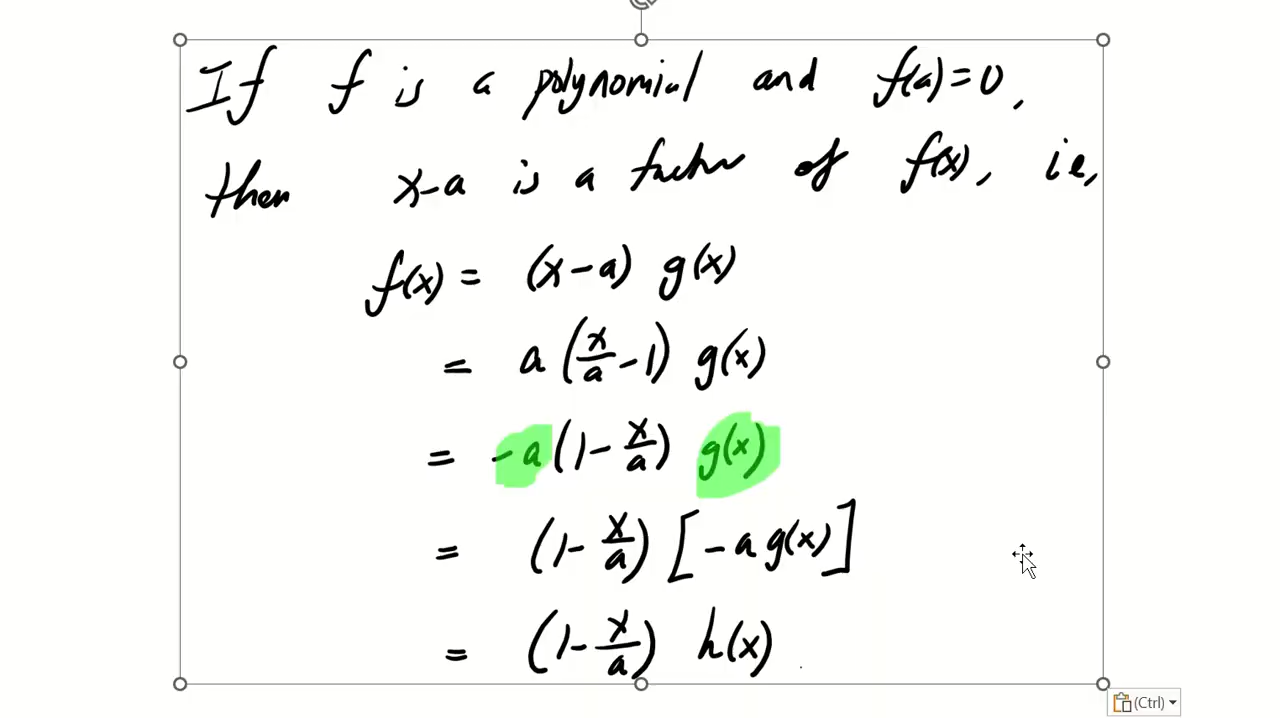 If f is a polynomial and f(a)=0,
then x-a is a factor of f(x), ie,
f(x) = (x-a) g(x)
= a (x/a - 1) g(x)
= -a (1 - x/a) g(x)
= (1 - x/a) [-a g(x)]
= (1 - x/a) h(x)
(Ctrl)